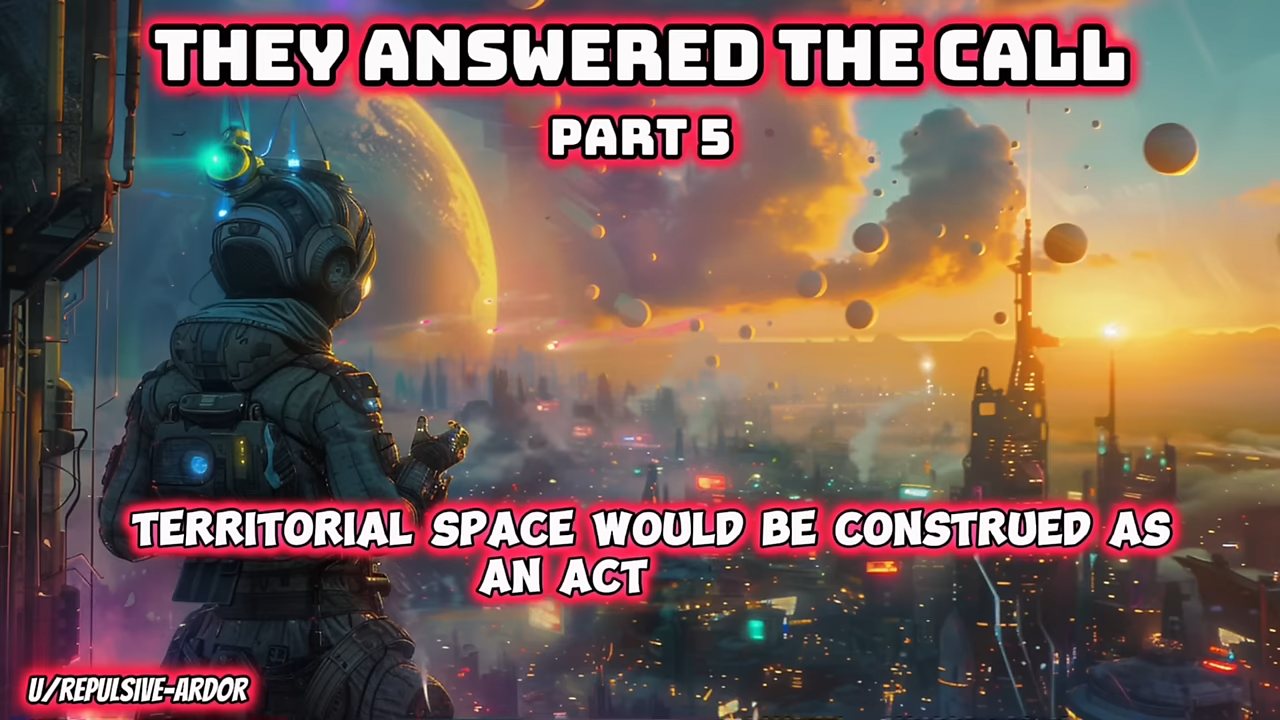 THEY ANSWERED THE CALL
PART 5
TERRITORIAL SPACE WOULD BE CONSTRUED AS
AN ACT
U/REPULSIVE-ARDOR